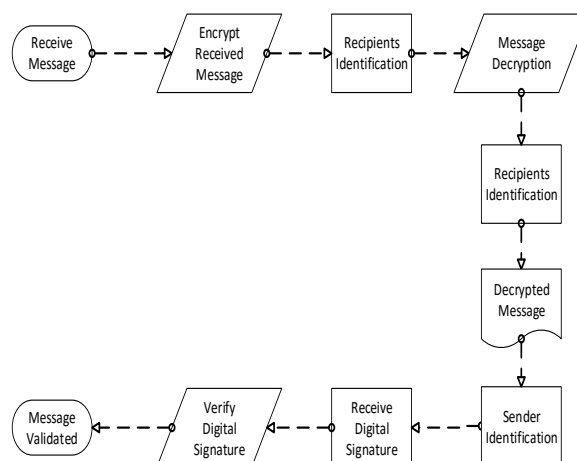 Receive
Message
Encrypt
Received
Message
Recipients
Identification
Message
Decryption
Recipients
Identification
Decrypted
Message
Sender
Identification
Receive
Digital
Signature
Verify
Digital
Signature
Message
Validated